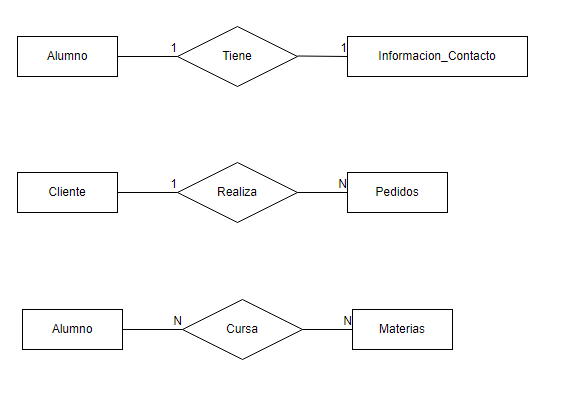 Alumno 1 Tiene 1 Informacion_Contacto
Cliente 1 Realiza N Pedidos
Alumno N Cursa N Materias